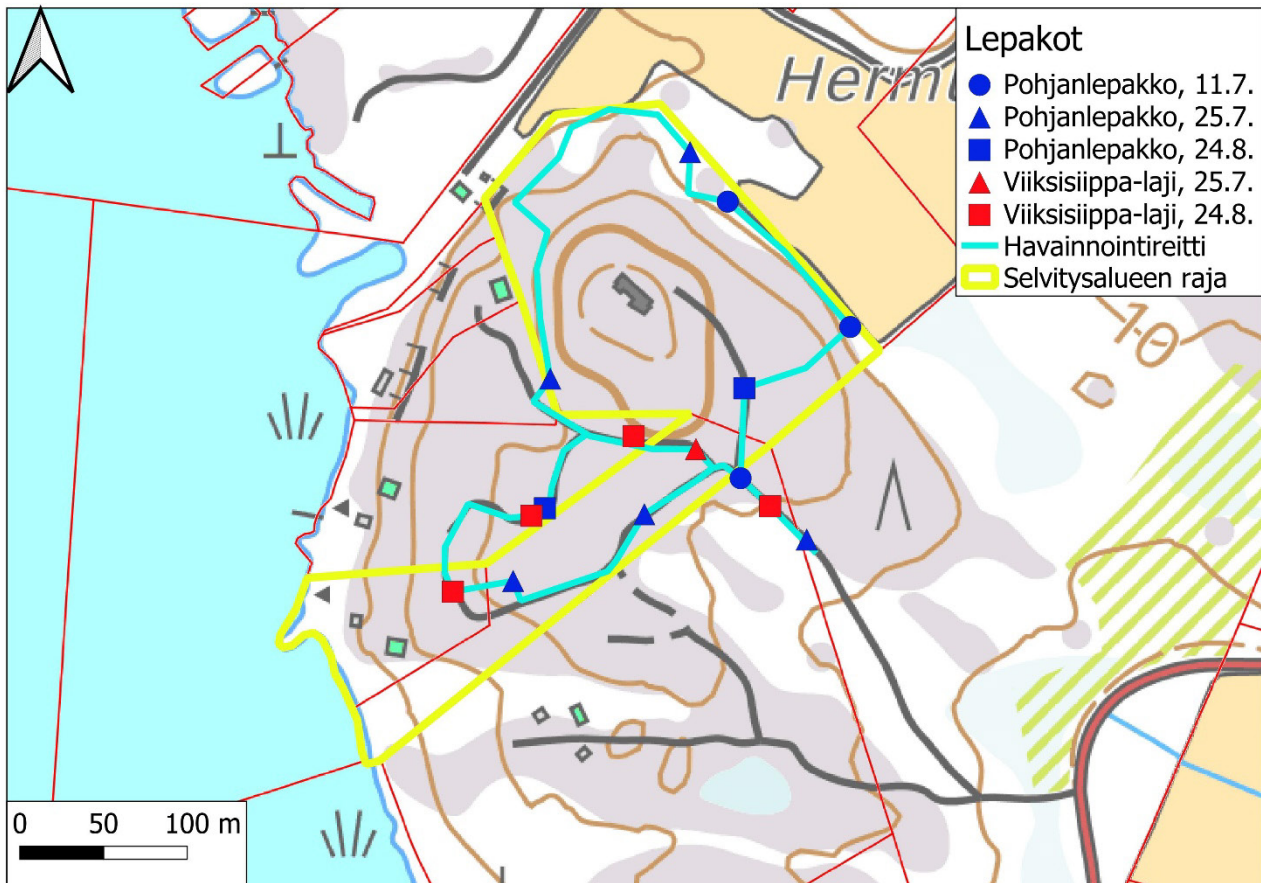 Lepakot
Pohjanlepakko, 11.7.
Pohjanlepakko, 25.7.
Pohjanlepakko, 24.8.
Viiksisiippa-laji, 25.7.
Viiksisiippa-laji, 24.8.
Havainnointireitti
Selvitysalueen raja
10
0 50 100 m